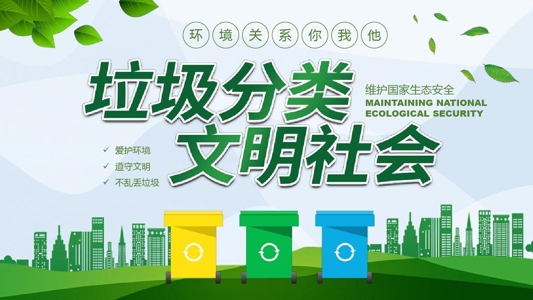 环境关系你我他
垃圾分类
维护国家生态安全
MAINTAINING NATIONAL
ECOLOGICAL SECURITY
文明社会
爱护环境
遵守文明
不乱丢垃圾